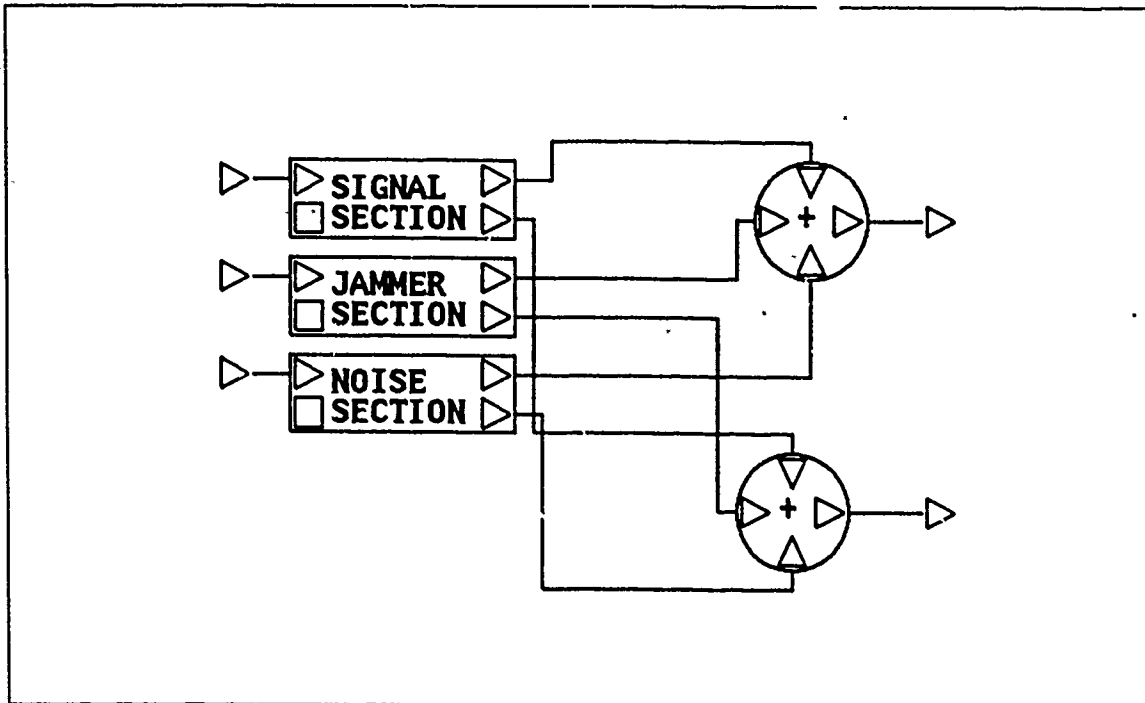 SIGNAL
SECTION
JAMMER
SECTION
NOISE
SECTION
+
+